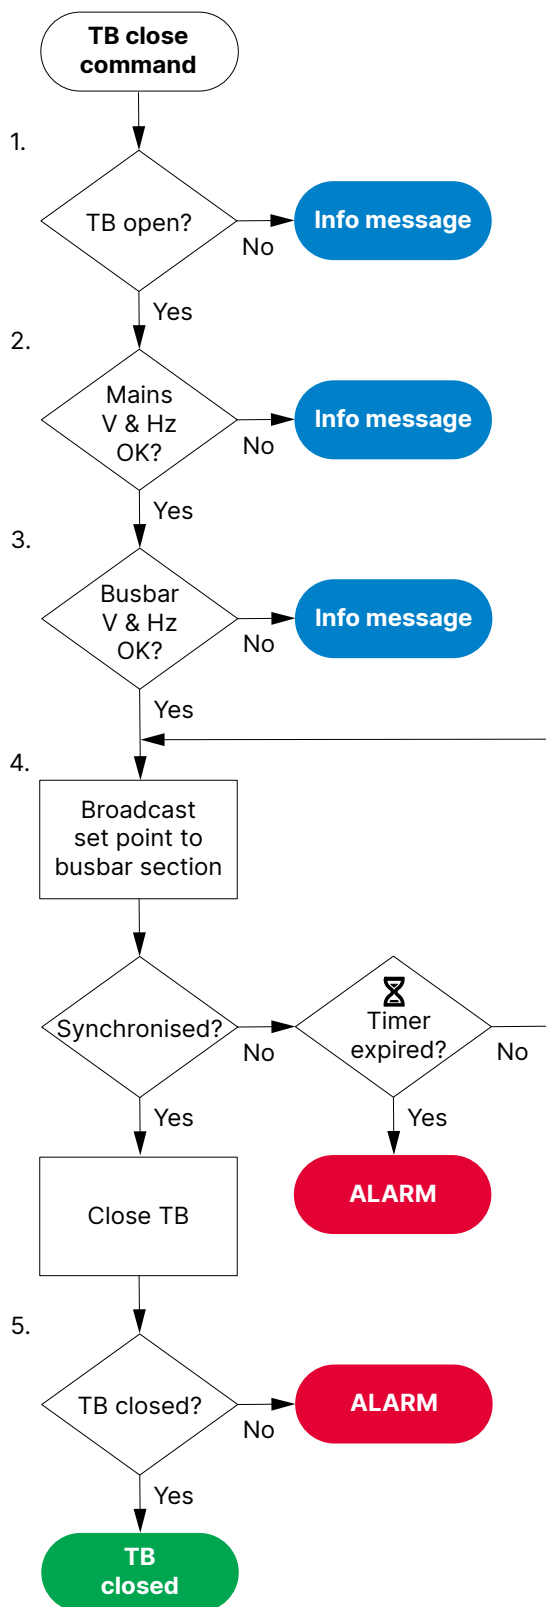 TB close
command
1.
TB open?
Info message
No
Yes
2.
Mains
V & Hz
OK?
Info message
No
Yes
3.
Busbar
V & Hz
OK?
Info message
No
Yes
4.
Broadcast
set point to
busbar section
Synchronised?
No
Timer
expired?
No
Yes
Yes
ALARM
Close TB
5.
TB closed?
ALARM
No
Yes
TB
closed